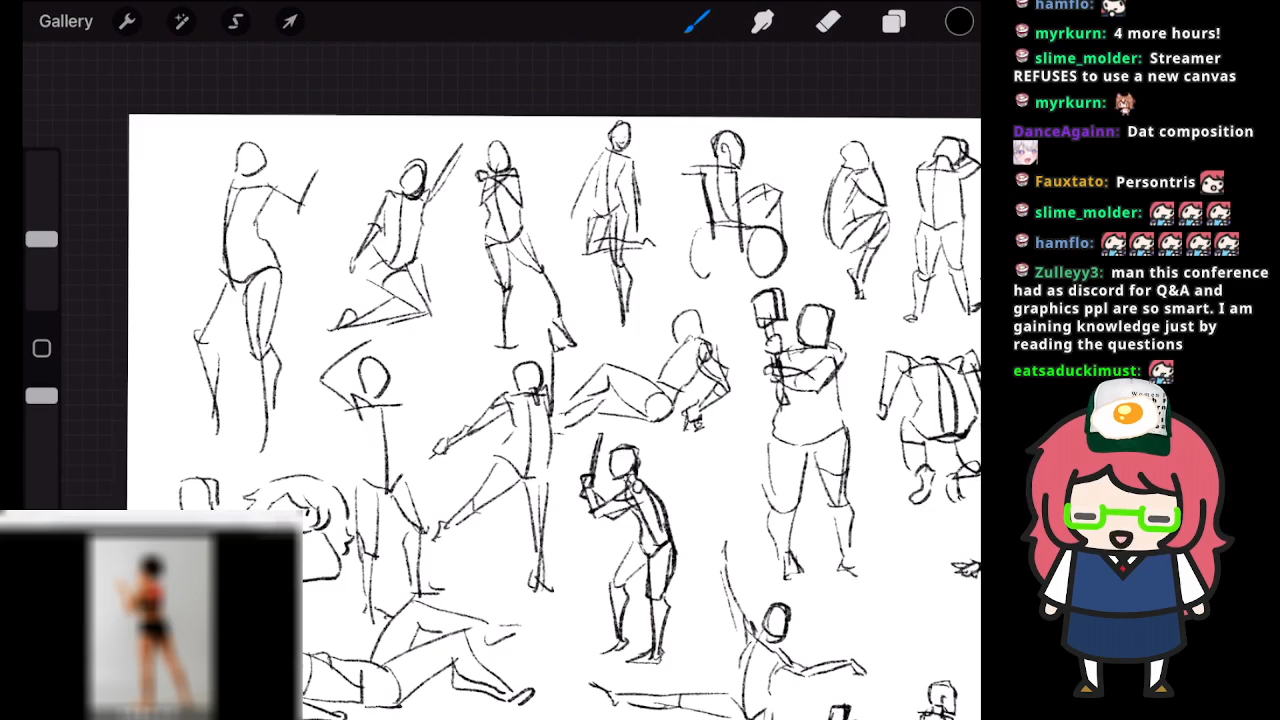 Gallery
hamflo:
myrkurn: 4 more hours!
slime_molder: Streamer
REFUSES to use a new canvas
myrkurn:
DanceAgainn: Dat composition
Fauxtato: Persontris
slime_molder:
hamflo:
Zulleyy3: man this conference
had as discord for Q&A and
graphics ppl are so smart. I am
gaining knowledge just by
reading the questions
eatsaduckimust:
Women